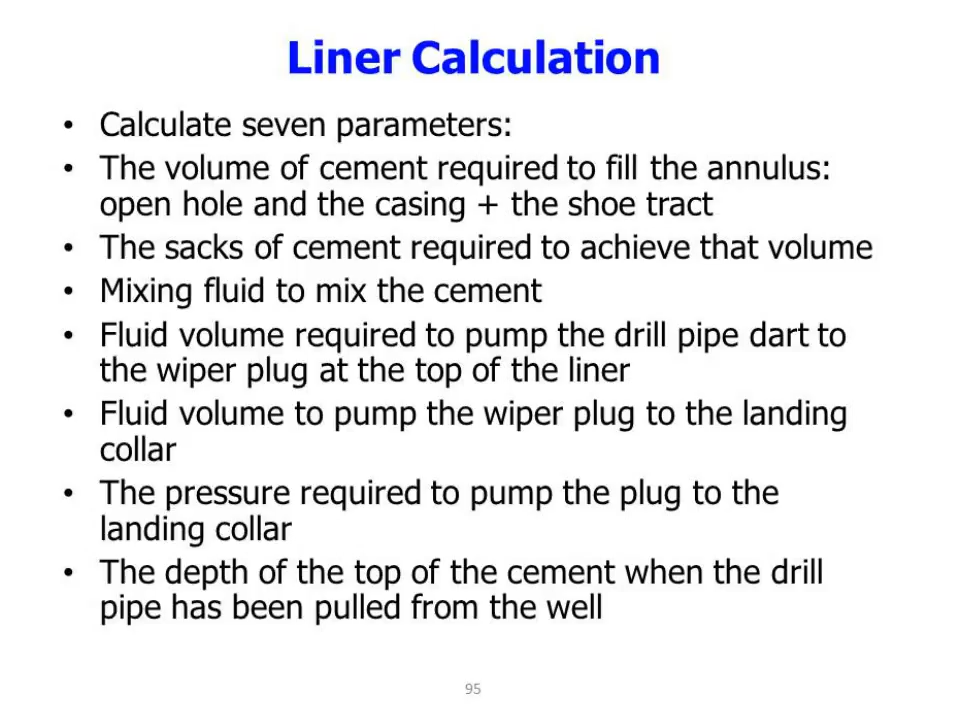 Liner Calculation
• Calculate seven parameters:
• The volume of cement required to fill the annulus:
open hole and the casing + the shoe tract
• The sacks of cement required to achieve that volume
• Mixing fluid to mix the cement
• Fluid volume required to pump the drill pipe dart to
the wiper plug at the top of the liner
• Fluid volume to pump the wiper plug to the landing
collar
• The pressure required to pump the plug to the
landing collar
• The depth of the top of the cement when the drill
pipe has been pulled from the well
95